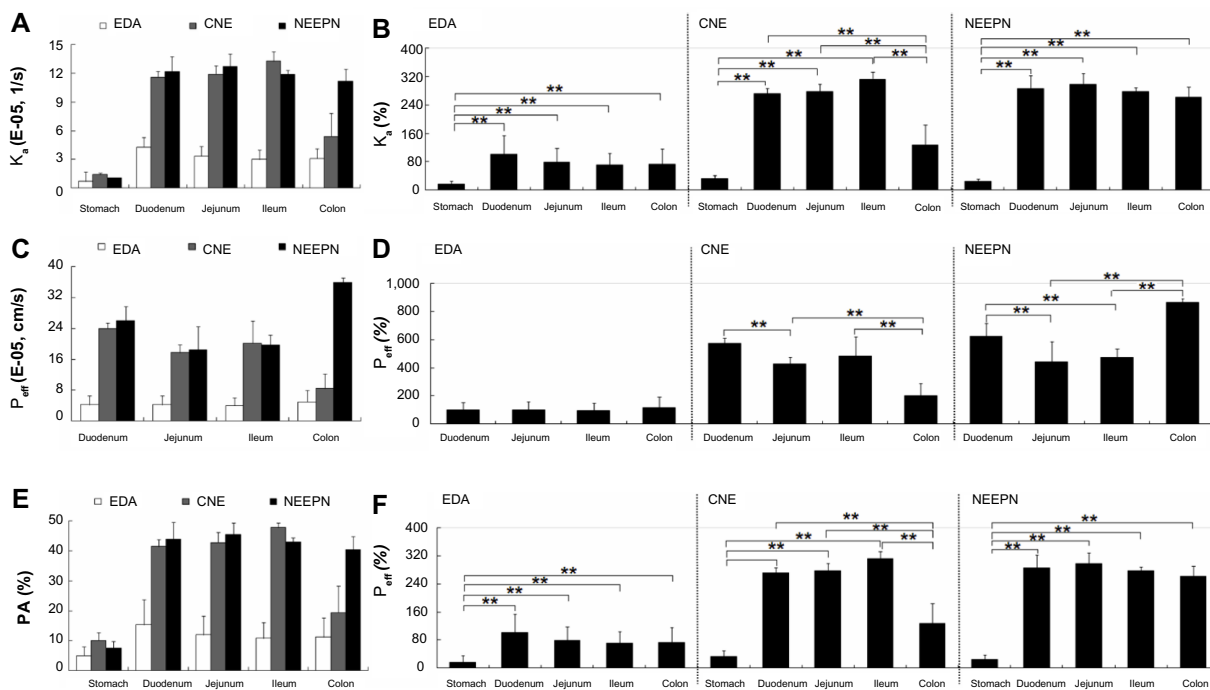 A
EDA CNE NEEPN
K_a (E-05, 1/s)
15
12
9
6
3
0
Stomach Duodenum Jejunum Ileum Colon
B
EDA CNE NEEPN
K_a (%)
400
320
240
160
80
0
** ** ** **
** ** ** ** ** ** **
** ** ** **
Stomach Duodenum Jejunum Ileum Colon Stomach Duodenum Jejunum Ileum Colon Stomach Duodenum Jejunum Ileum Colon
C
EDA CNE NEEPN
P_eff (E-05, cm/s)
40
32
24
16
8
0
Duodenum Jejunum Ileum Colon
D
EDA CNE NEEPN
P_eff (%)
1,000
800
600
400
200
0
** ** **
** ** ** **
Duodenum Jejunum Ileum Colon Duodenum Jejunum Ileum Colon Duodenum Jejunum Ileum Colon
E
EDA CNE NEEPN
PA (%)
50
40
30
20
10
0
Stomach Duodenum Jejunum Ileum Colon
F
EDA CNE NEEPN
P_eff (%)
400
320
240
160
80
0
** ** ** **
** ** ** ** ** ** **
** ** ** **
Stomach Duodenum Jejunum Ileum Colon Stomach Duodenum Jejunum Ileum Colon Stomach Duodenum Jejunum Ileum Colon